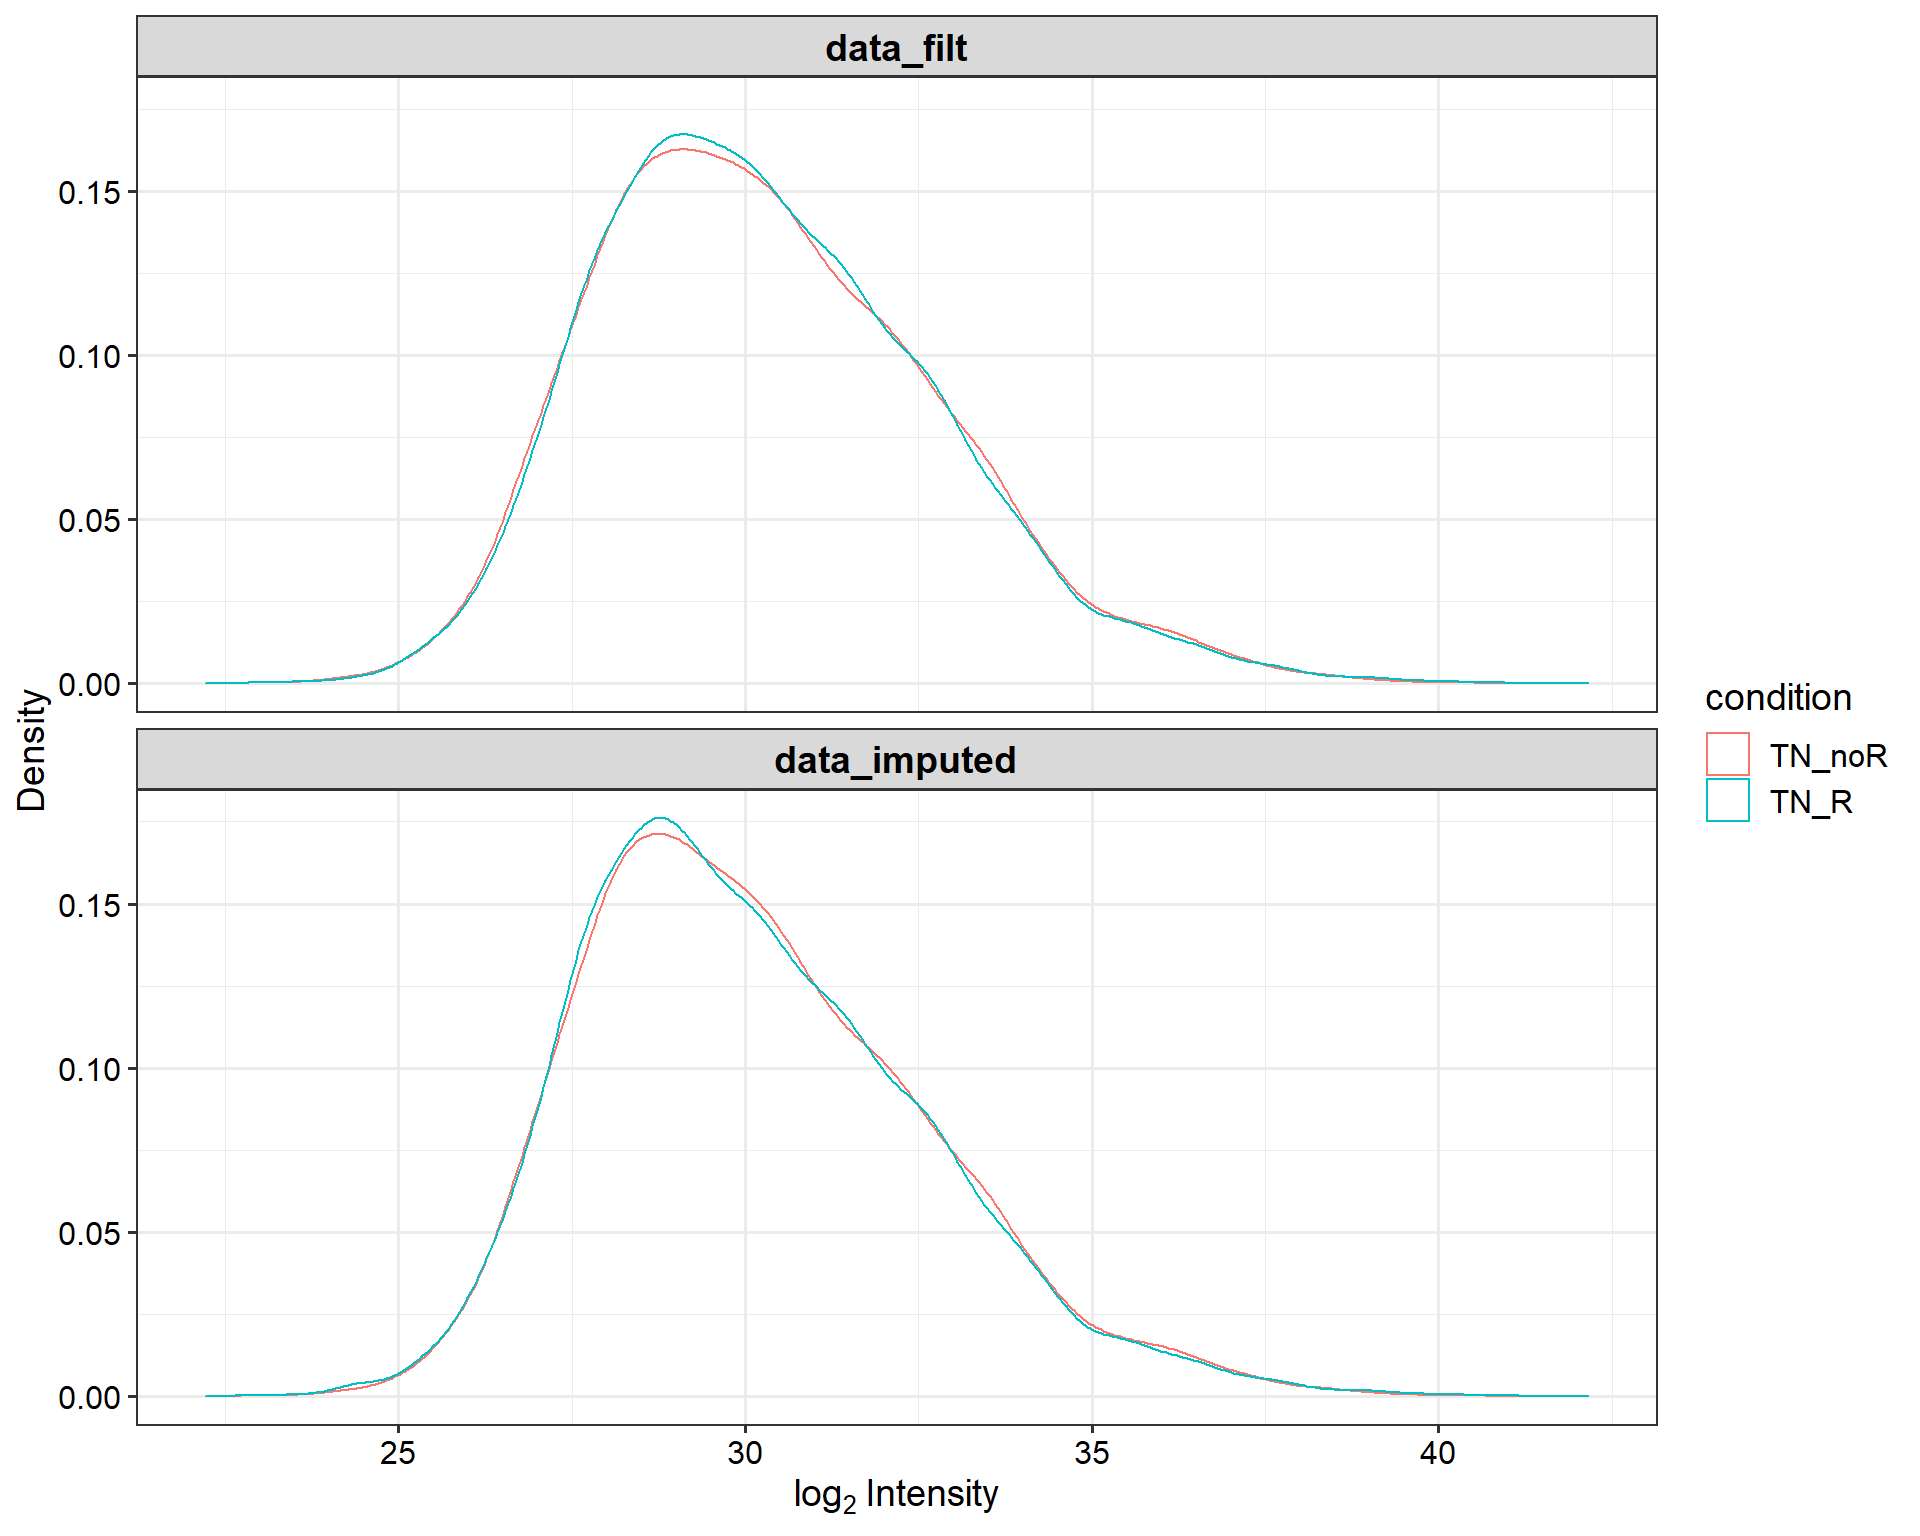 data_filt
0.15
0.10
0.05
0.00
data_imputed
0.15
0.10
0.05
0.00
25 30 35 40
log₂ Intensity
Density
condition
TN_noR
TN_R